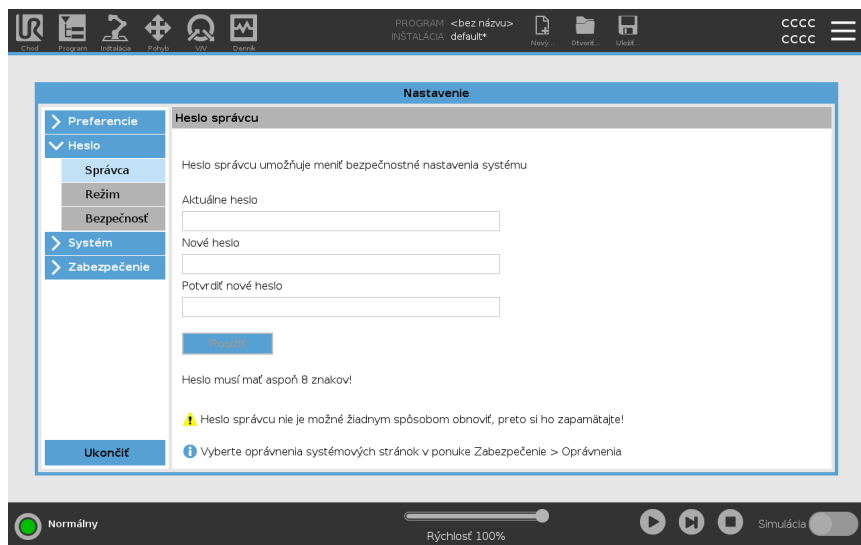 UR
PROGRAM <bez názvu>
INŠTALÁCIA default*
CCCC
CCCC
Chod Program Inštalácia Pohyb V/V Denník Nový... Otvoriť... Uložiť...
Nastavenie
Preferencie
Heslo
Správca
Režim
Bezpečnosť
Systém
Zabezpečenie
Ukončiť
Heslo správcu
Heslo správcu umožňuje meniť bezpečnostné nastavenia systému
Aktuálne heslo
Nové heslo
Potvrdiť nové heslo
Použiť
Heslo musí mať aspoň 8 znakov!
Heslo správcu nie je možné žiadnym spôsobom obnoviť, preto si ho zapamätajte!
Vyberte oprávnenia systémových stránok v ponuke Zabezpečenie > Oprávnenia
Normálny
Rýchlosť 100%
Simulácia